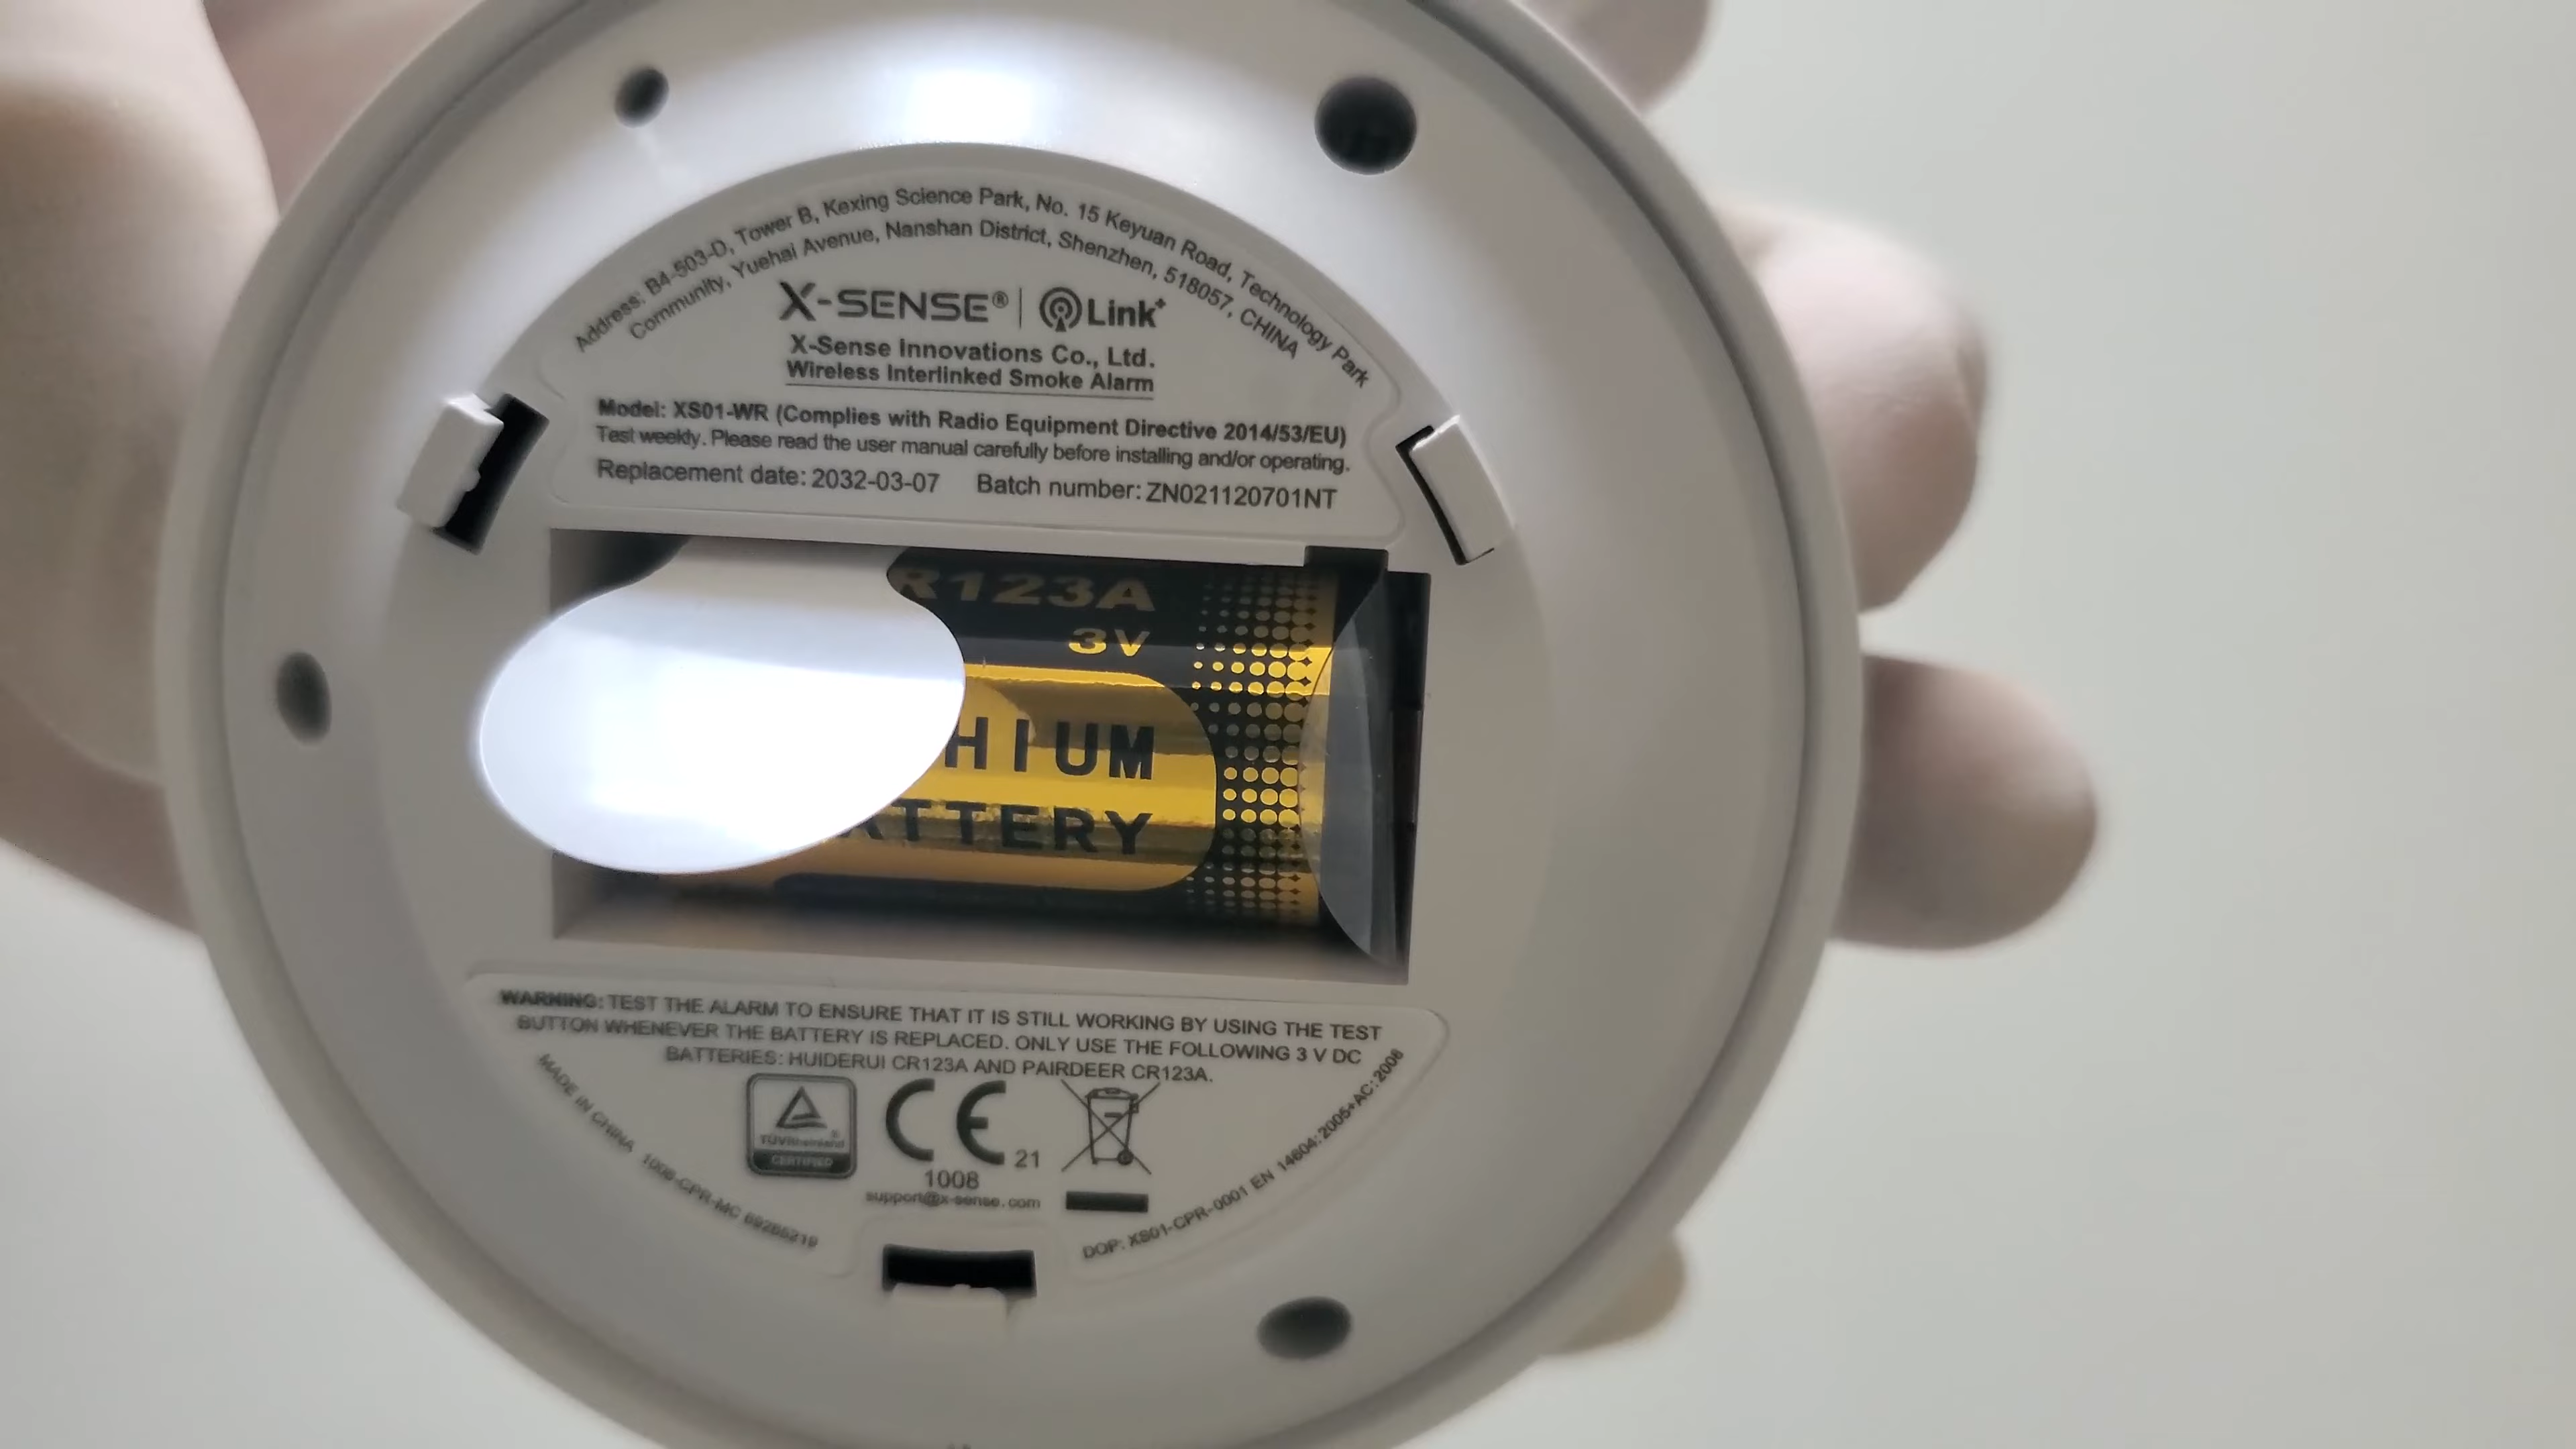 Address: B4-503-D, Tower B, Kexing Science Park, No. 15 Keyuan Road, Technology Park
Community, Yuehai Avenue, Nanshan District, Shenzhen, 518057, CHINA
X-SENSE® | Link+
X-Sense Innovations Co., Ltd.
Wireless Interlinked Smoke Alarm
Model: XS01-WR (Complies with Radio Equipment Directive 2014/53/EU)
Test weekly. Please read the user manual carefully before installing and/or operating.
Replacement date: 2032-03-07 Batch number: ZN021120701NT
R123A
3V
HIUM
ATTERY
WARNING: TEST THE ALARM TO ENSURE THAT IT IS STILL WORKING BY USING THE TEST
BUTTON WHENEVER THE BATTERY IS REPLACED. ONLY USE THE FOLLOWING 3 V DC
BATTERIES: HUIDERUI CR123A AND PAIRDEER CR123A.
TÜVRheinland ®
CERTIFIED
CE 21
1008
support@x-sense.com
MADE IN CHINA 1008-CPR-MC 69265219
DOP: XS01-CPR-0001 EN 14604:2005+AC:2008